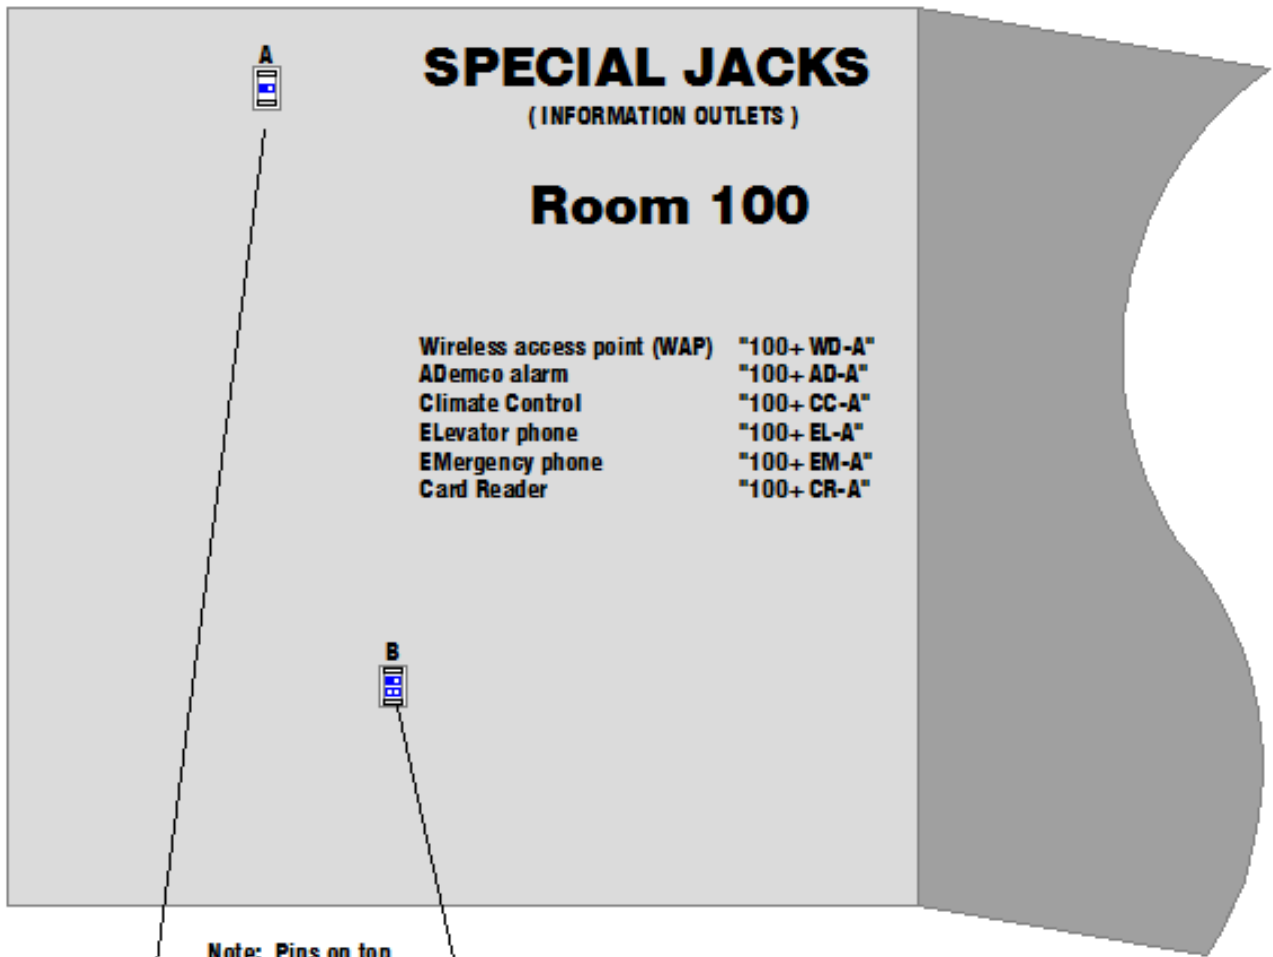 A
SPECIAL JACKS
( INFORMATION OUTLETS )
Room 100
Wireless access point (WAP) "100+ WD-A"
ADemco alarm "100+ AD-A"
Climate Control "100+ CC-A"
ELevator phone "100+ EL-A"
EMergency phone "100+ EM-A"
Card Reader "100+ CR-A"
B
Note: Pins on top